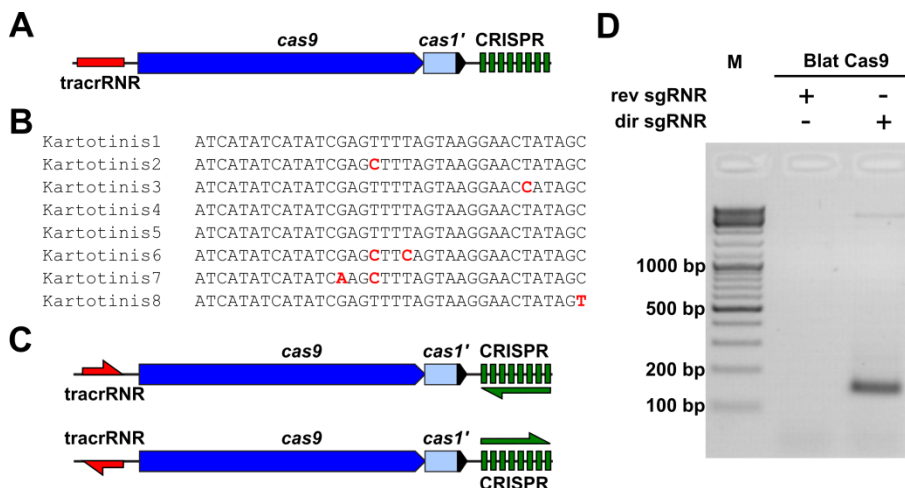 A
cas9 cas1' CRISPR
tracrRNR
B
Kartotinis1 ATCATATCATATCGAGTTTTAGTAAGGAACTATAGC
Kartotinis2 ATCATATCATATCGAGCTTTAGTAAGGAACTATAGC
Kartotinis3 ATCATATCATATCGAGTTTTAGTAAGGAACCATAGC
Kartotinis4 ATCATATCATATCGAGTTTTAGTAAGGAACTATAGC
Kartotinis5 ATCATATCATATCGAGTTTTAGTAAGGAACTATAGC
Kartotinis6 ATCATATCATATCGAGCTTCAGTAAGGAACTATAGC
Kartotinis7 ATCATATCATATCAAGCTTTAGTAAGGAACTATAGC
Kartotinis8 ATCATATCATATCGAGTTTTAGTAAGGAACTATAGT
C
cas9 cas1' CRISPR
tracrRNR
tracrRNR cas9 cas1'
CRISPR
D
M Blat Cas9
rev sgRNR + -
dir sgRNR - +
1000 bp
500 bp
200 bp
100 bp